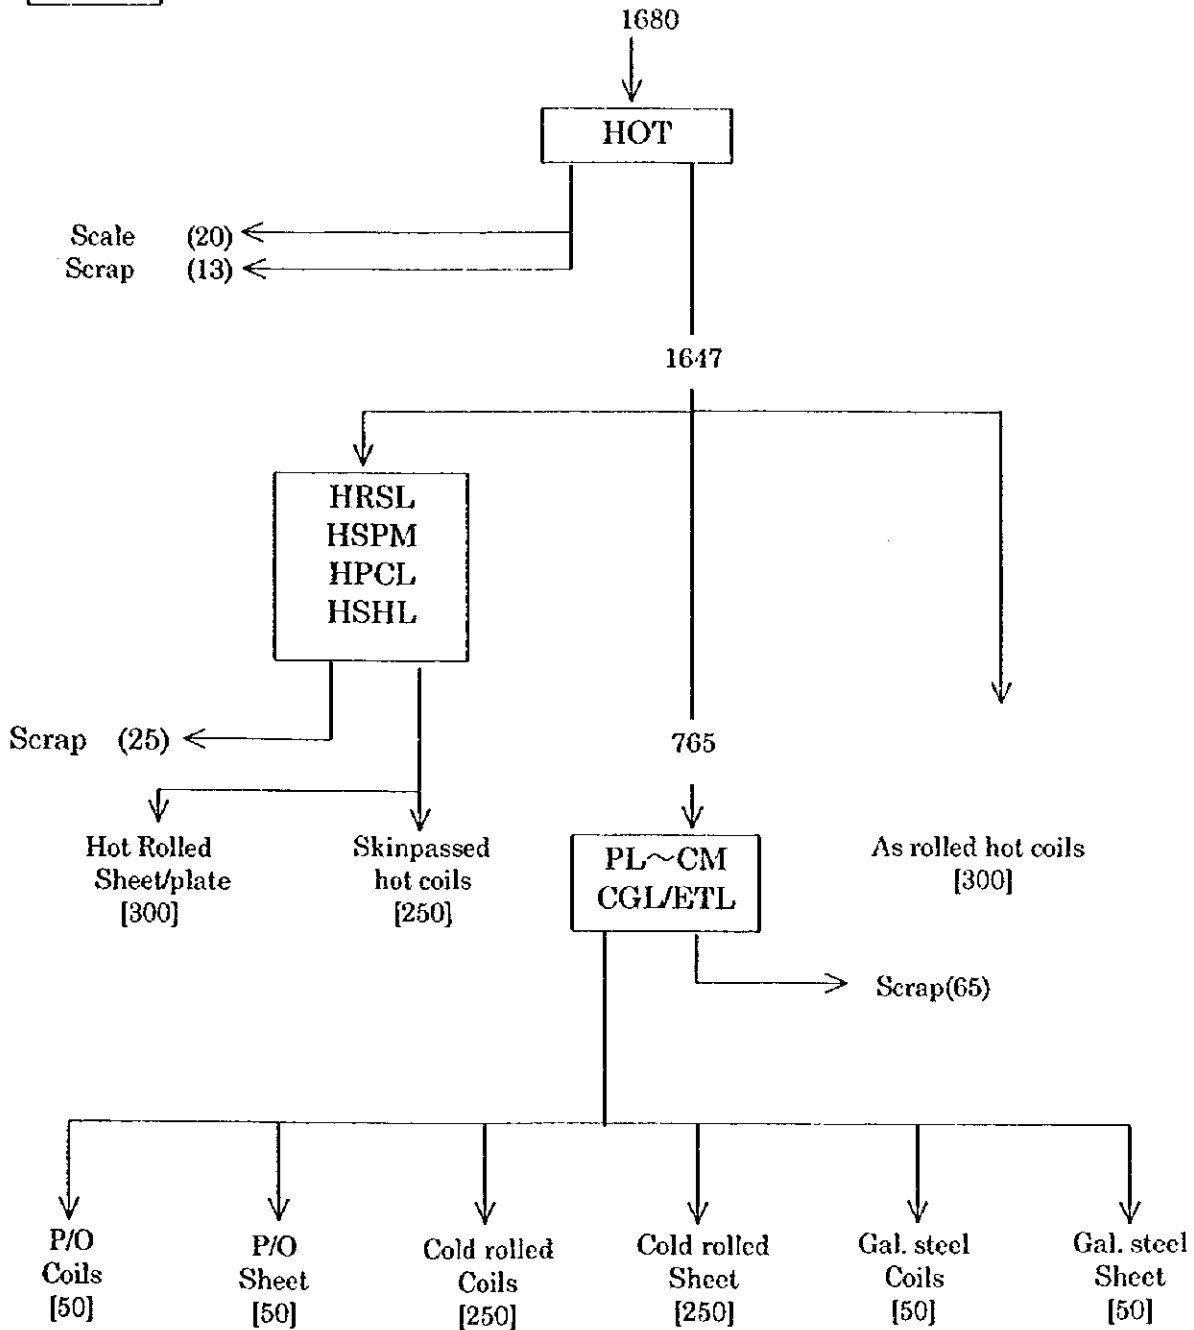 1680
HOT
Scale (20)
Scrap (13)
1647
HRSL
HSPM
HPCL
HSHL
Scrap (25)
765
Hot Rolled
Sheet/plate
[300]
Skinpassed
hot coils
[250]
PL～CM
CGL/ETL
As rolled hot coils
[300]
Scrap(65)
P/O
Coils
[50]
P/O
Sheet
[50]
Cold rolled
Coils
[250]
Cold rolled
Sheet
[250]
Gal. steel
Coils
[50]
Gal. steel
Sheet
[50]